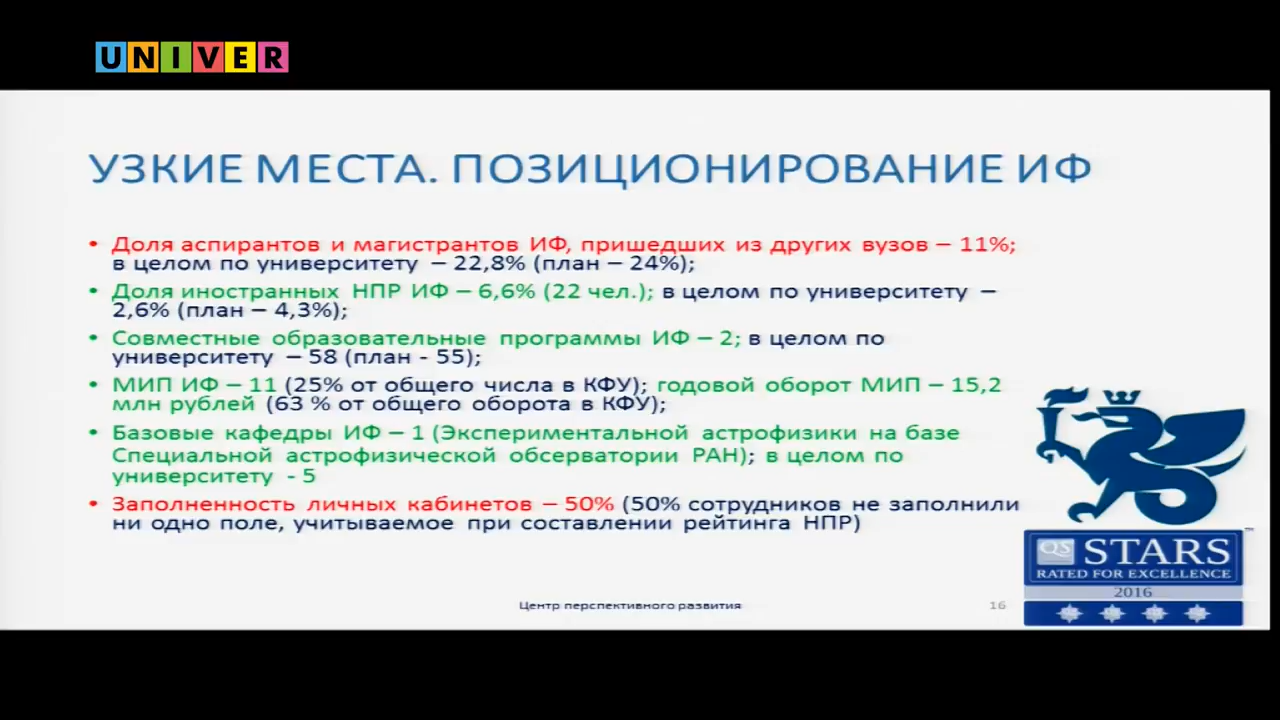 UNIVER
УЗКИЕ МЕСТА. ПОЗИЦИОНИРОВАНИЕ ИФ
• Доля аспирантов и магистрантов ИФ, пришедших из других вузов – 11%;
в целом по университету – 22,8% (план – 24%);
• Доля иностранных НПР ИФ – 6,6% (22 чел.); в целом по университету –
2,6% (план – 4,3%);
• Совместные образовательные программы ИФ – 2; в целом по
университету – 58 (план - 55);
• МИП ИФ – 11 (25% от общего числа в КФУ); годовой оборот МИП – 15,2
млн рублей (63 % от общего оборота в КФУ);
• Базовые кафедры ИФ – 1 (Экспериментальной астрофизики на базе
Специальной астрофизической обсерватории РАН); в целом по
университету - 5
• Заполненность личных кабинетов – 50% (50% сотрудников не заполнили
ни одно поле, учитываемое при составлении рейтинга НПР)
QS STARS™
RATED FOR EXCELLENCE
2016
Центр перспективного развития
16